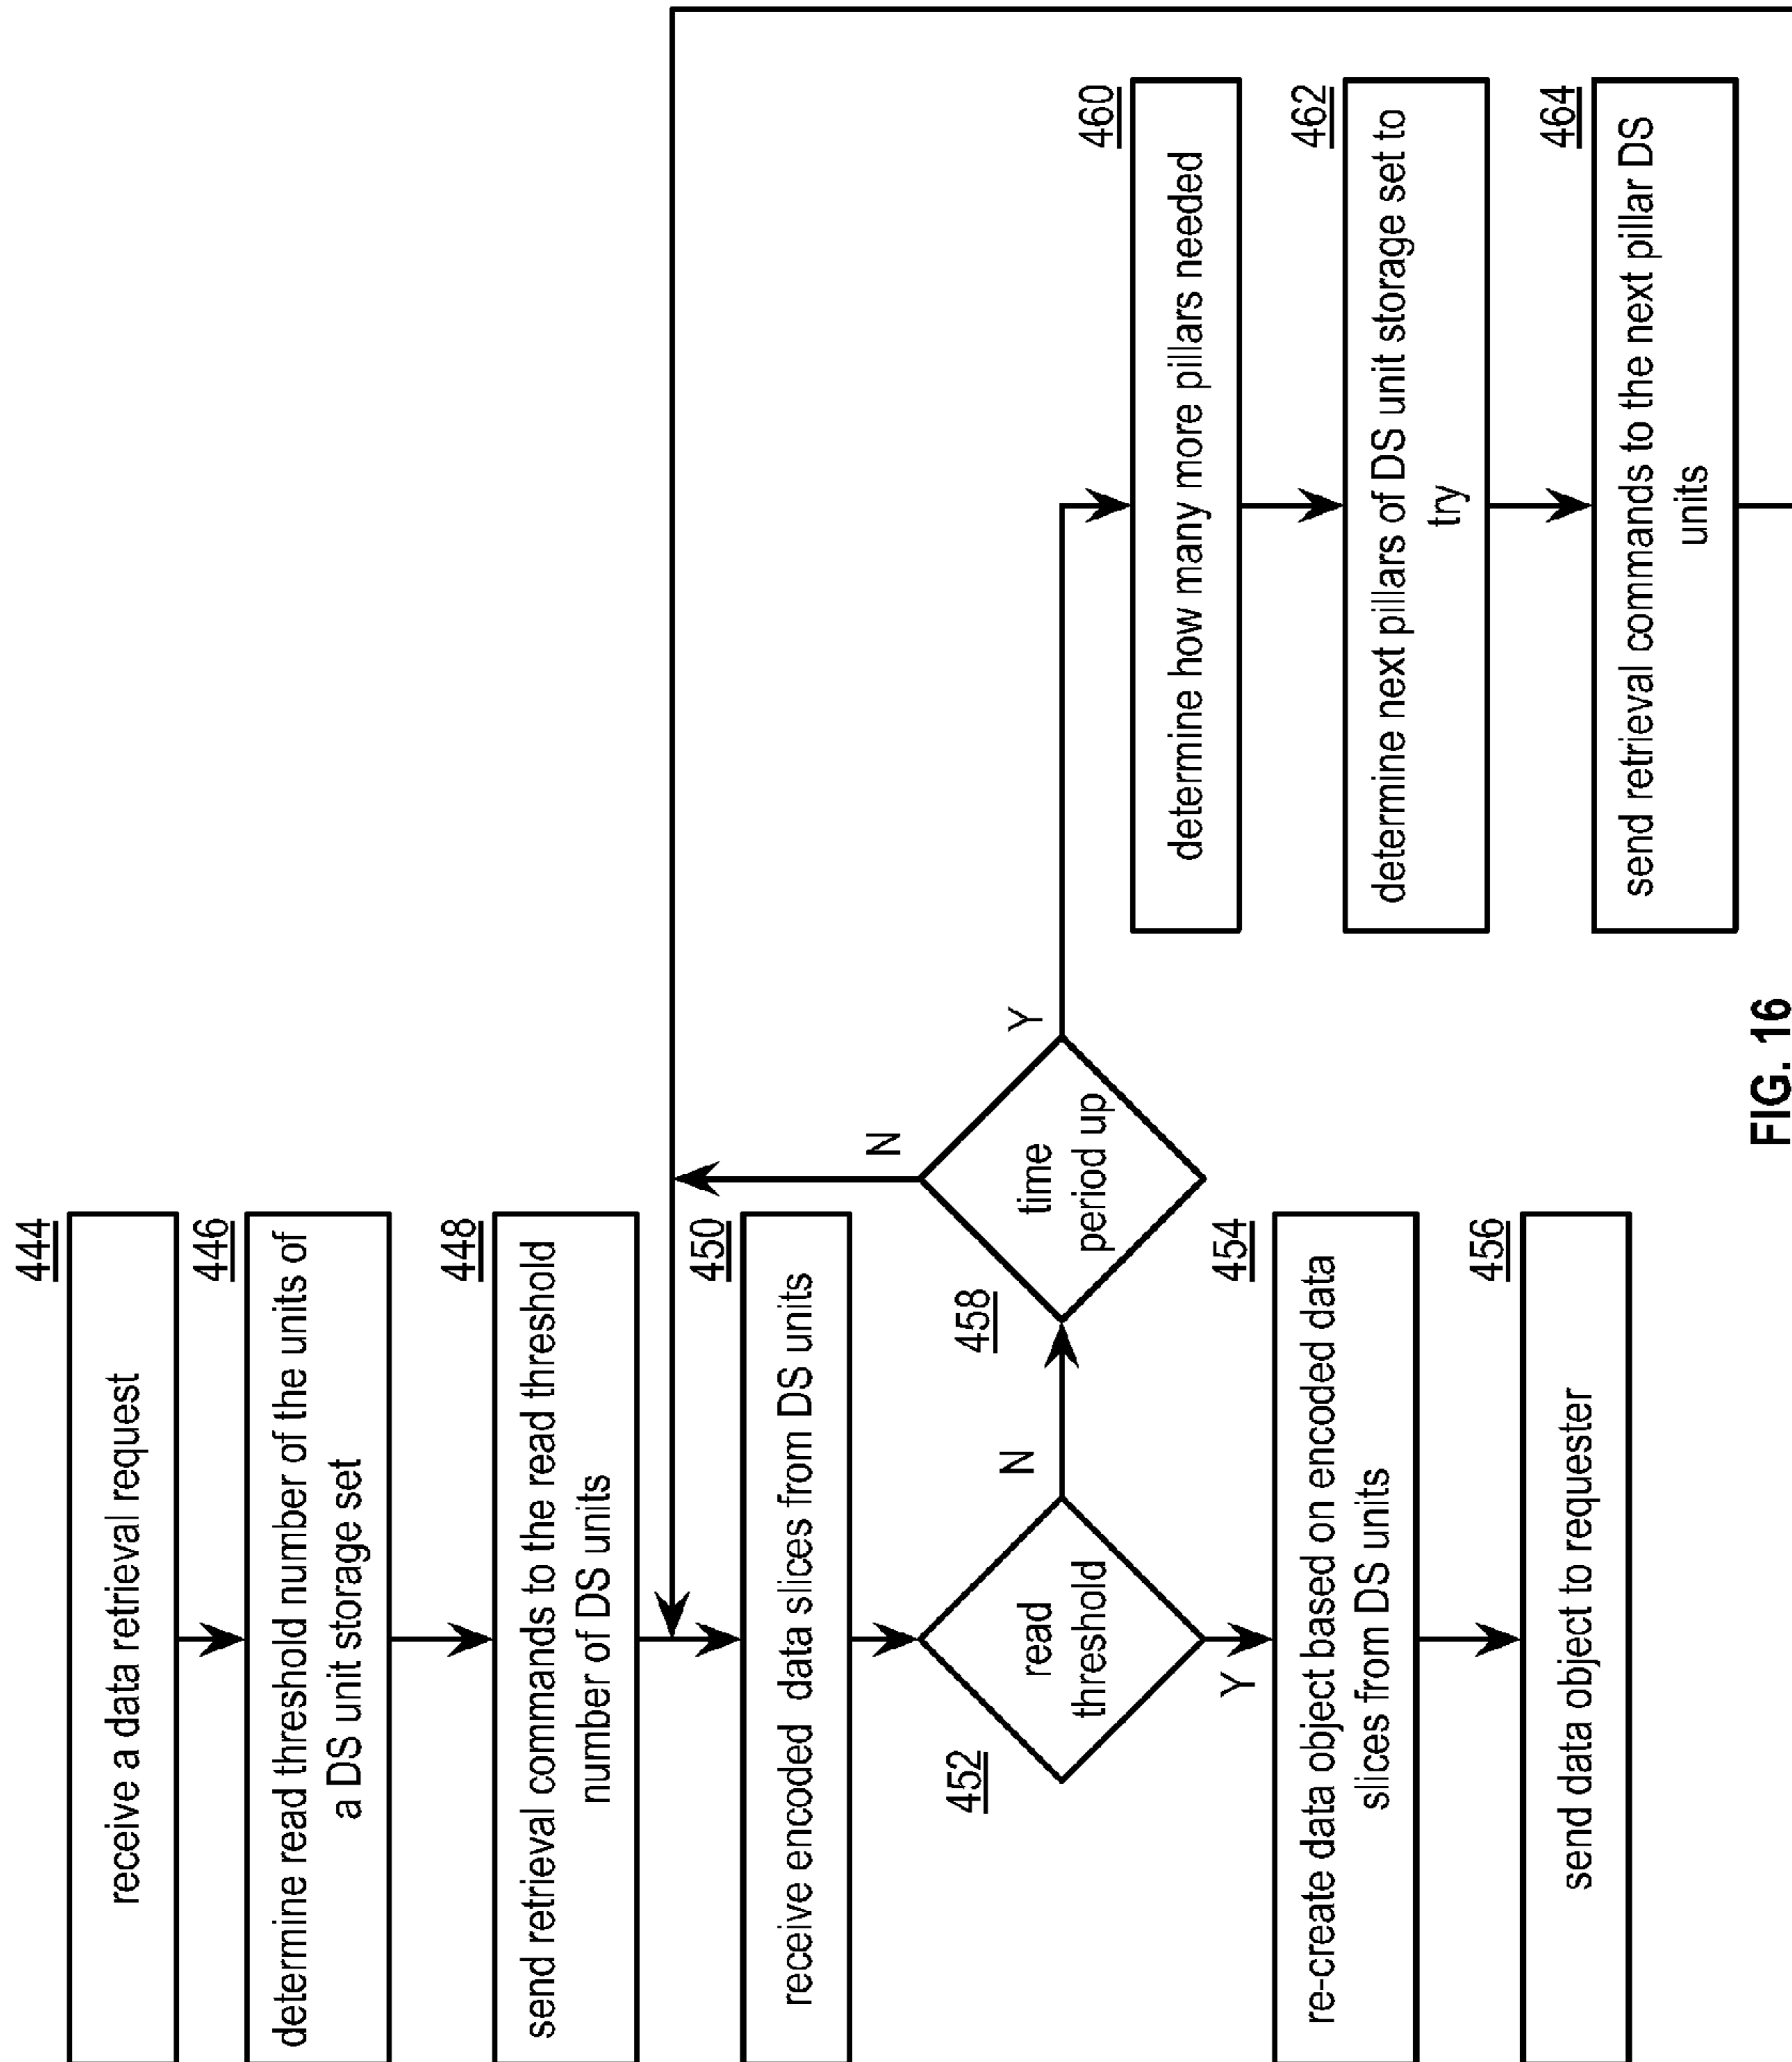 444
receive a data retrieval request
446
determine read threshold number of the units of
a DS unit storage set
448
send retrieval commands to the read threshold
number of DS units
450
receive encoded data slices from DS units
452
read
threshold
N
Y
458
time
period up
N
Y
454
re-create data object based on encoded data
slices from DS units
456
send data object to requester
460
determine how many more pillars needed
462
determine next pillars of DS unit storage set to
try
464
send retrieval commands to the next pillar DS
units
FIG. 16